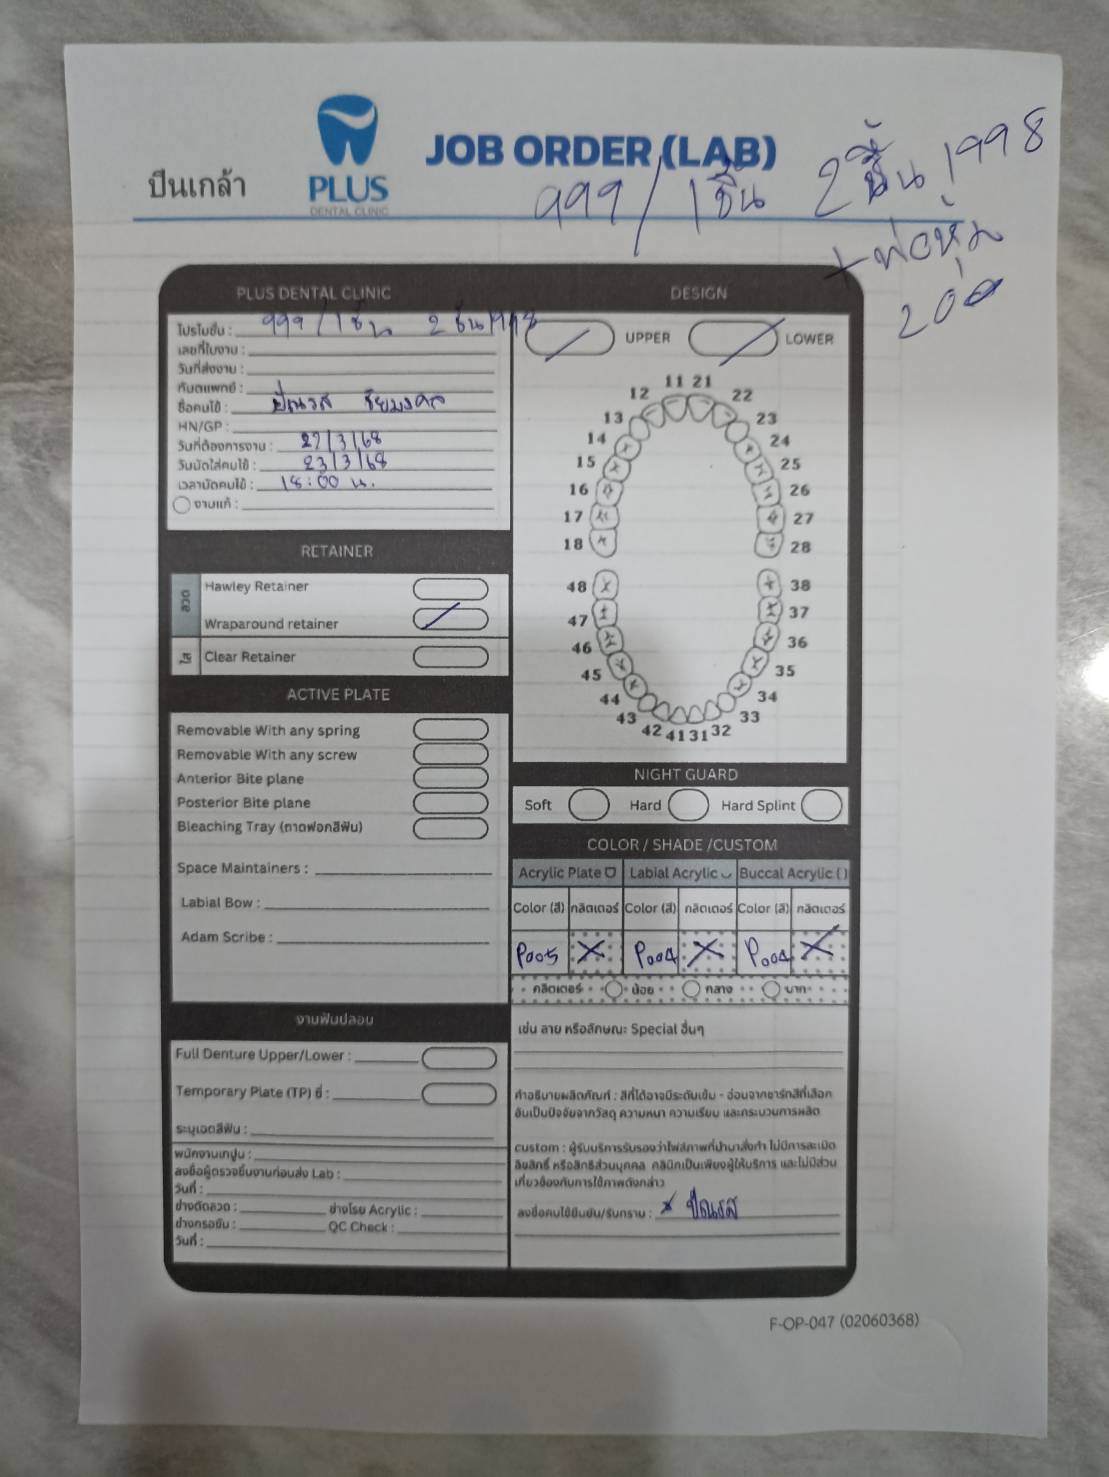 ปิ่นเกล้า
PLUS
DENTAL CLINIC
JOB ORDER (LAB)
999/1ชิ้น 2ชิ้น 1998
+พ่อหุ้ม
200
PLUS DENTAL CLINIC
โปรโมชั่น : 999/1ชิ้น 2ชิ้น1998
เลขที่ใบงาน :
วันที่ส่งงาน :
ทันตแพทย์ :
ชื่อคนไข้ : ปัณรส ชัยมงคล
HN/GP :
วันที่ต้องการงาน : 27/3/68
วันนัดใส่คนไข้ : 23/3/68
เวลานัดคนไข้ : 18:00 น.
งานแก้ :
RETAINER
ลวด
Hawley Retainer
Wraparound retainer
ใส
Clear Retainer
ACTIVE PLATE
Removable With any spring
Removable With any screw
Anterior Bite plane
Posterior Bite plane
Bleaching Tray (ถาดฟอกสีฟัน)
Space Maintainers :
Labial Bow :
Adam Scribe :
งานฟันปลอม
Full Denture Upper/Lower :
Temporary Plate (TP) ซี่ :
ระบุเฉดสีฟัน :
พนักงานเทปูน :
ลงชื่อผู้ตรวจชิ้นงานก่อนส่ง Lab :
วันที่ :
ช่างดัดลวด : ช่างโรย Acrylic :
ช่างกรอขัด : QC Check :
วันที่ :
DESIGN
UPPER LOWER
11 21
12 22
13 23
14 24
15 25
16 26
17 27
18 28
48 38
47 37
46 36
45 35
44 34
43 33
42 41 31 32
NIGHT GUARD
Soft Hard Hard Splint
COLOR / SHADE /CUSTOM
Acrylic Plate Labial Acrylic Buccal Acrylic ( )
Color (สี) กลิตเตอร์ Color (สี) กลิตเตอร์ Color (สี) กลิตเตอร์
P005 X P004 X P004 X
กลิตเตอร์ น้อย กลาง มาก
เช่น ลาย หรือลักษณะ Special อื่นๆ
คำอธิบายผลิตภัณฑ์ : สีที่ได้อาจมีระดับเข้ม - อ่อนจากชาร์ทสีที่เลือก
อันเป็นปัจจัยจากวัสดุ ความหนา ความเรียบ และกระบวนการผลิต
custom : ผู้รับบริการรับรองว่าไฟล์ภาพที่นำมาสั่งทำ ไม่มีการละเมิด
ลิขสิทธิ์ หรือสิทธิส่วนบุคคล คลินิกเป็นเพียงผู้ให้บริการ และไม่มีส่วน
เกี่ยวข้องกับการใช้ภาพดังกล่าว
ลงชื่อคนไข้ยืนยัน/รับทราบ : x ปัณรส
F-OP-047 (02060368)